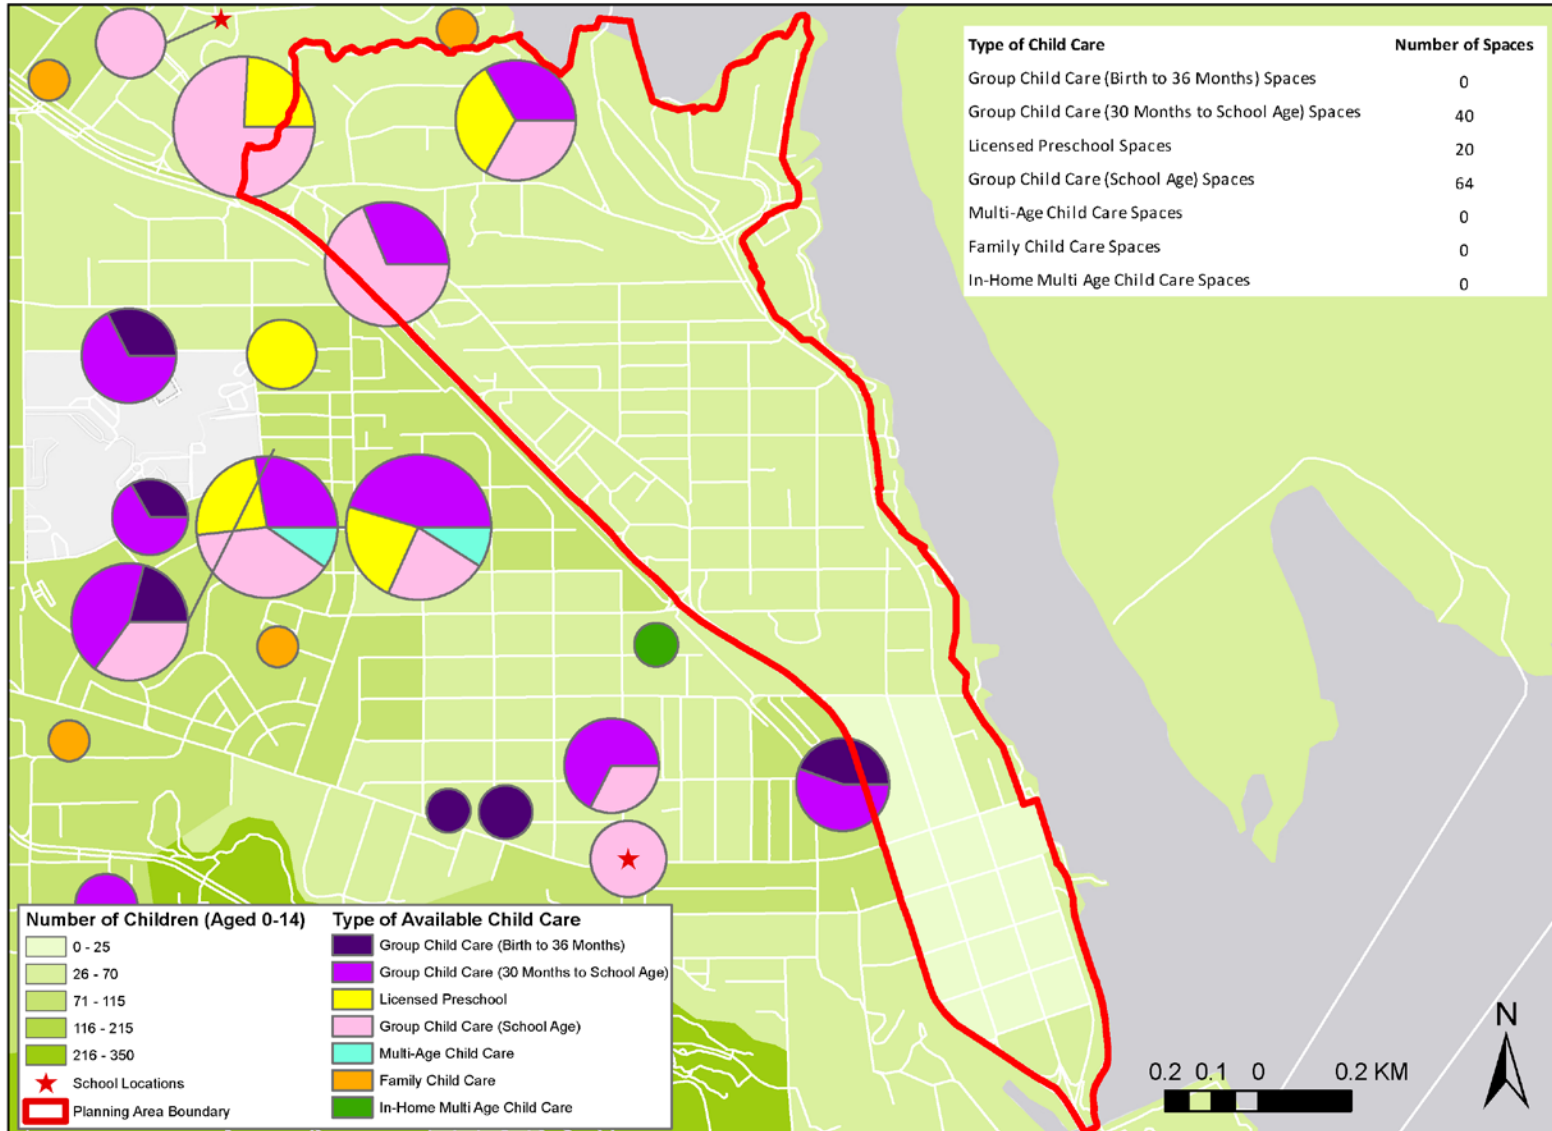 Type of Child Care Number of Spaces
Group Child Care (Birth to 36 Months) Spaces 0
Group Child Care (30 Months to School Age) Spaces 40
Licensed Preschool Spaces 20
Group Child Care (School Age) Spaces 64
Multi-Age Child Care Spaces 0
Family Child Care Spaces 0
In-Home Multi Age Child Care Spaces 0
Number of Children (Aged 0-14)
0 - 25
26 - 70
71 - 115
116 - 215
216 - 350
School Locations
Planning Area Boundary
Type of Available Child Care
Group Child Care (Birth to 36 Months)
Group Child Care (30 Months to School Age)
Licensed Preschool
Group Child Care (School Age)
Multi-Age Child Care
Family Child Care
In-Home Multi Age Child Care
N
0.2 0.1 0 0.2 KM